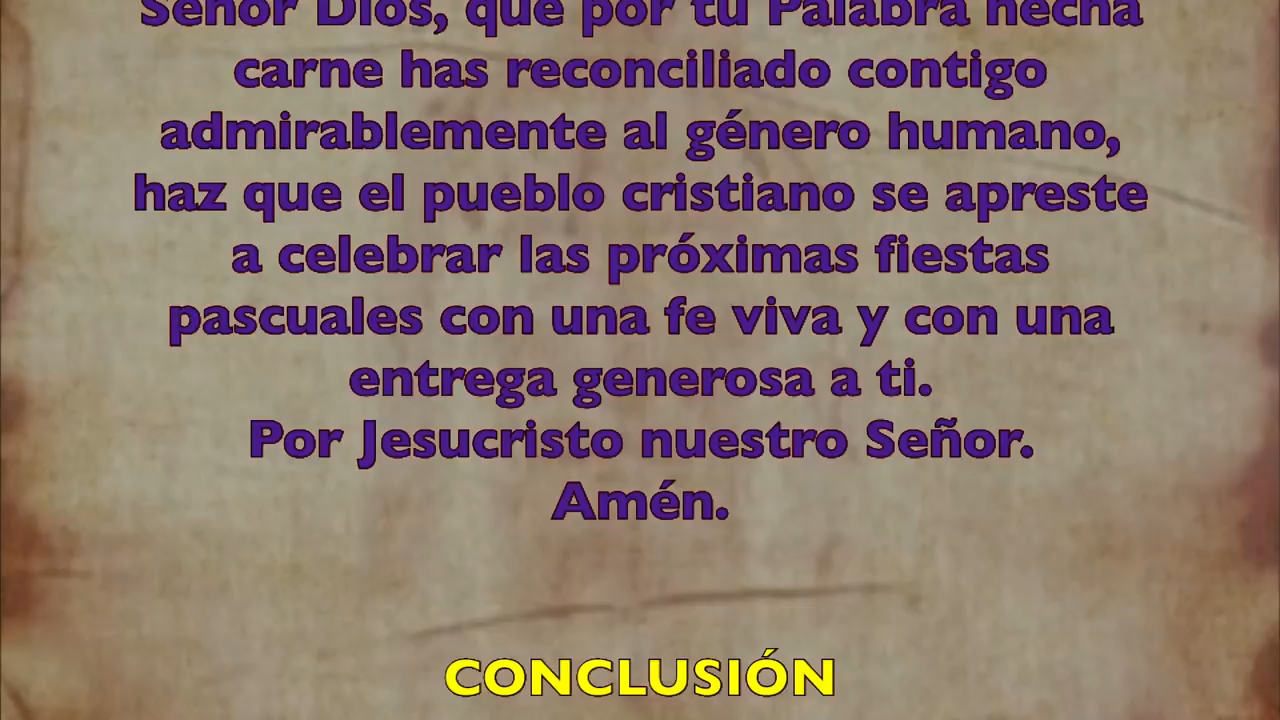 Señor Dios, que por tu Palabra hecha
carne has reconciliado contigo
admirablemente al género humano,
haz que el pueblo cristiano se apreste
a celebrar las próximas fiestas
pascuales con una fe viva y con una
entrega generosa a ti.
Por Jesucristo nuestro Señor.
Amén.
CONCLUSIÓN